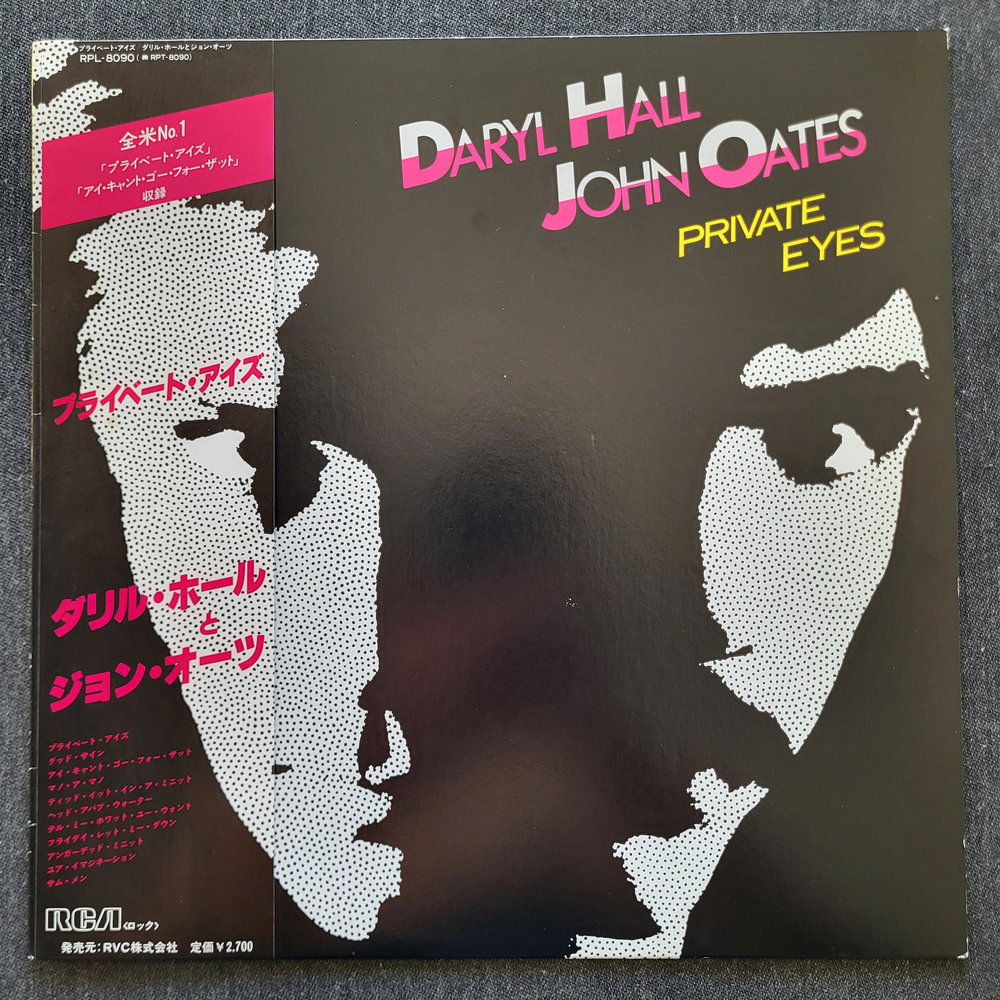 プライベート・アイズ ダリル・ホールとジョン・オーツ
RPL-8090 (RPT-8090)
全米No.1
「プライベート・アイズ」
「アイ・キャント・ゴー・フォー・ザット」
収録
DARYL HALL
JOHN OATES
PRIVATE
EYES
プライベート・アイズ
ダリル・ホール
と
ジョン・オーツ
プライベート・アイズ
グッド・サイン
アイ・キャント・ゴー・フォー・ザット
マノ・ア・マノ
ディッド・イット・イン・ア・ミニット
ヘッド・アバブ・ウォーター
テル・ミー・ホワット・ユー・ウォント
フライデイ・レット・ミー・ダウン
アンガーデッド・ミニット
ユア・イマジネーション
サム・メン
RCA〈ロック〉
発売元:RVC株式会社 定価¥2,700